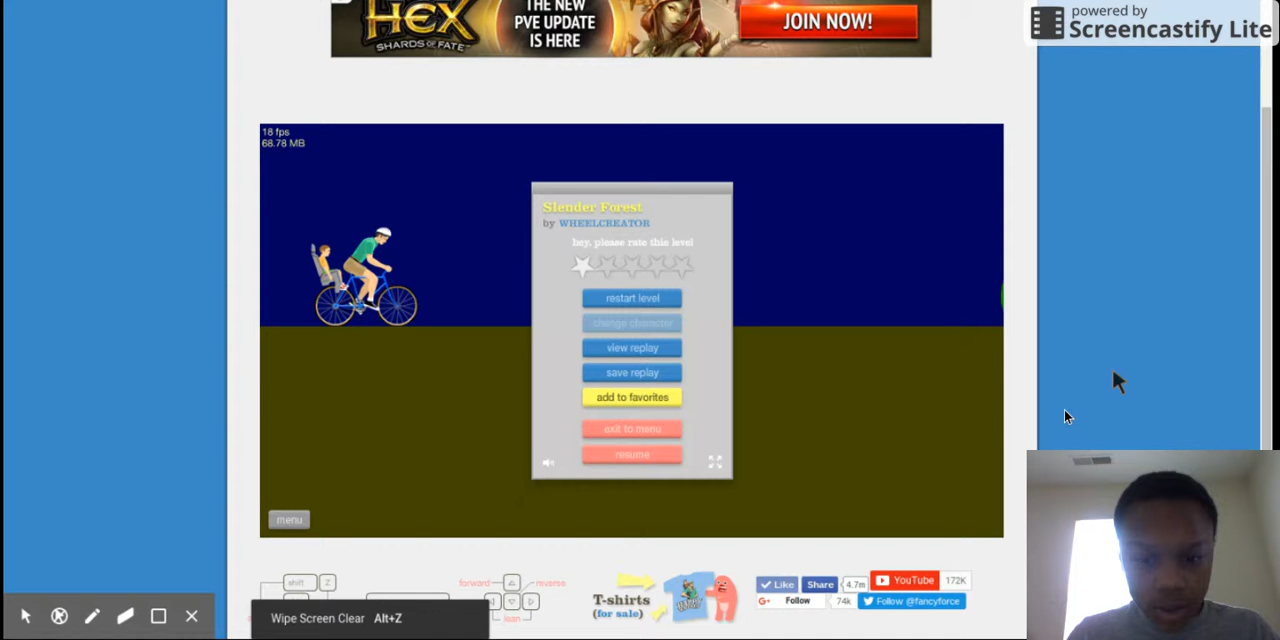 HEX
SHARDS OF FATE
THE NEW
PVE UPDATE
IS HERE
JOIN NOW!
powered by
Screencastify Lite
18 fps
68.78 MB
Slender Forest
by WHEELCREATOR
hey, please rate this level
restart level
change character
view replay
save replay
add to favorites
exit to menu
resume
menu
shift
Z
forward
reverse
lean
T-shirts
(for sale)
Like
Share
4.7m
YouTube
172K
Follow
74k
Follow @fancyforce
Wipe Screen Clear Alt+Z